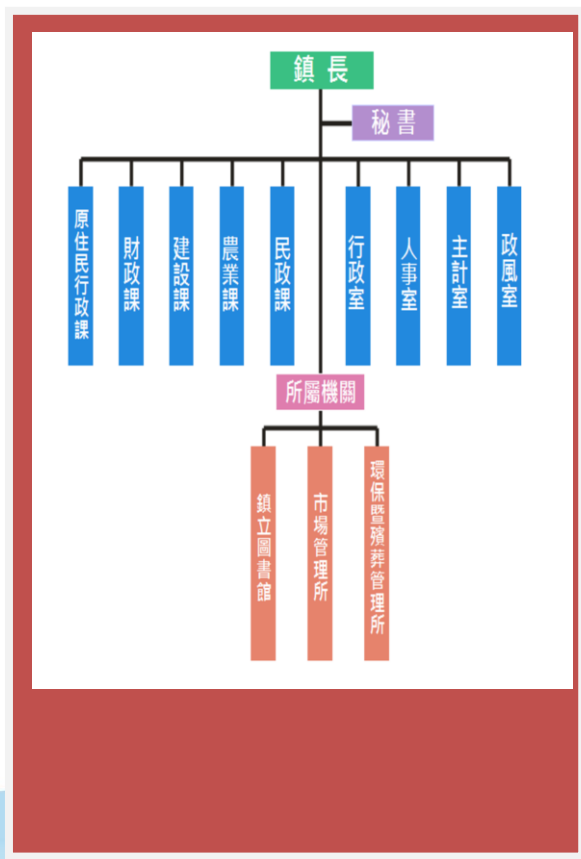 鎮長
秘書
原住民行政課
財政課
建設課
農業課
民政課
行政室
人事室
主計室
政風室
所屬機關
鎮立圖書館
市場管理所
環保暨殯葬管理所